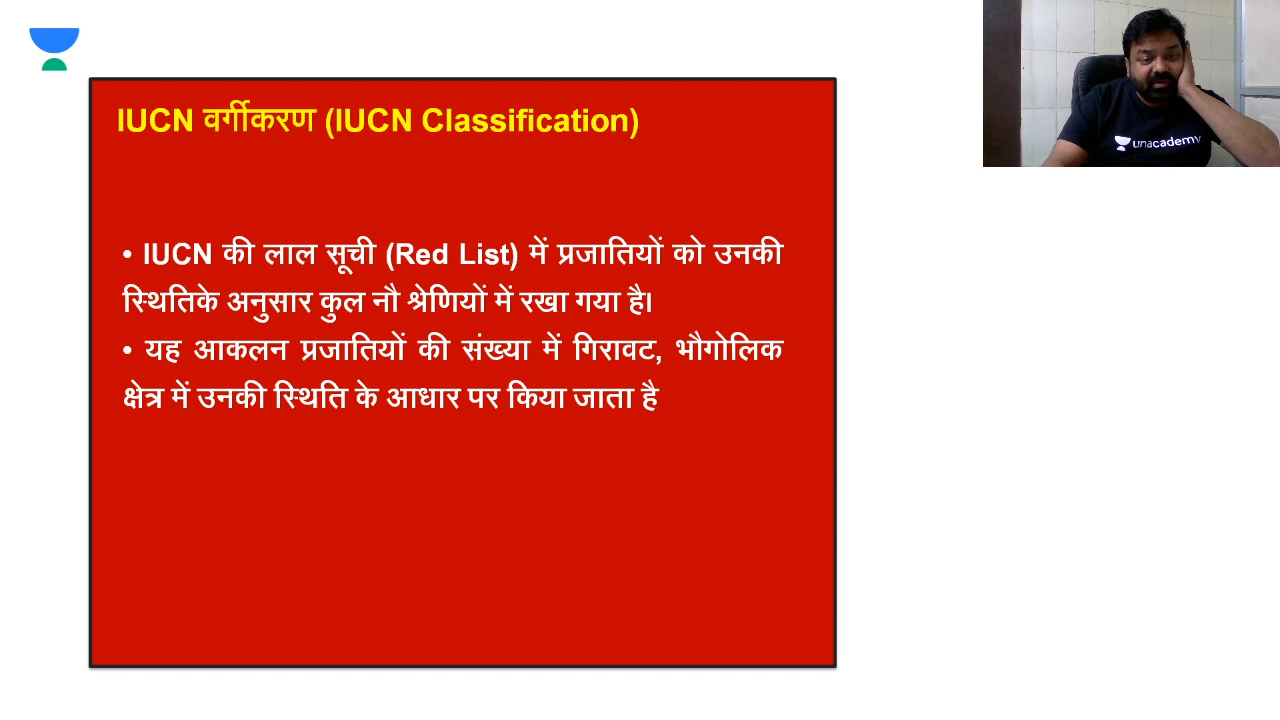 IUCN वर्गीकरण (IUCN Classification)
• IUCN की लाल सूची (Red List) में प्रजातियों को उनकी
स्थितिके अनुसार कुल नौ श्रेणियों में रखा गया है।
• यह आकलन प्रजातियों की संख्या में गिरावट, भौगोलिक
क्षेत्र में उनकी स्थिति के आधार पर किया जाता है
unacademy